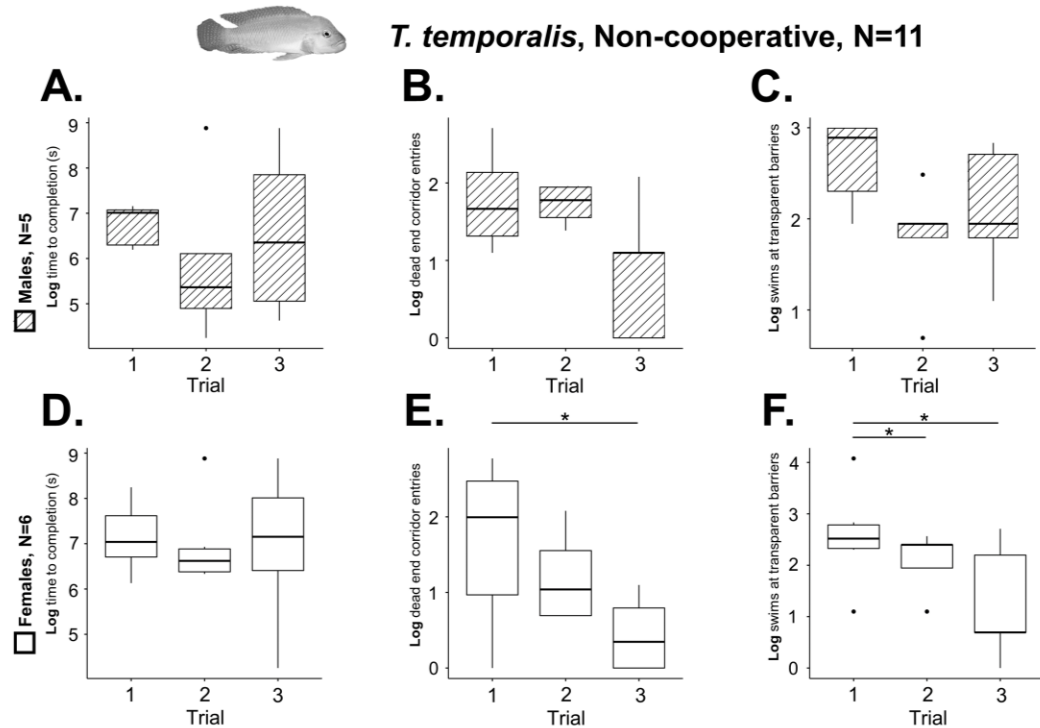 T. temporalis, Non-cooperative, N=11
A.
B.
C.
Males, N=5
Log time to completion (s)
9
8
7
6
5
1 2 3
Trial
Log dead end corridor entries
2
1
0
1 2 3
Trial
Log swims at transparent barriers
3
2
1
1 2 3
Trial
D.
E.
F.
Females, N=6
Log time to completion (s)
9
8
7
6
5
1 2 3
Trial
*
Log dead end corridor entries
2
1
0
1 2 3
Trial
*
*
Log swims at transparent barriers
4
3
2
1
0
1 2 3
Trial